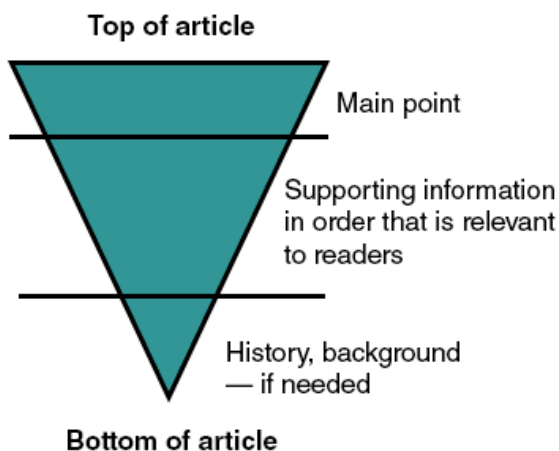 Top of article
Main point
Supporting information
in order that is relevant
to readers
History, background
— if needed
Bottom of article